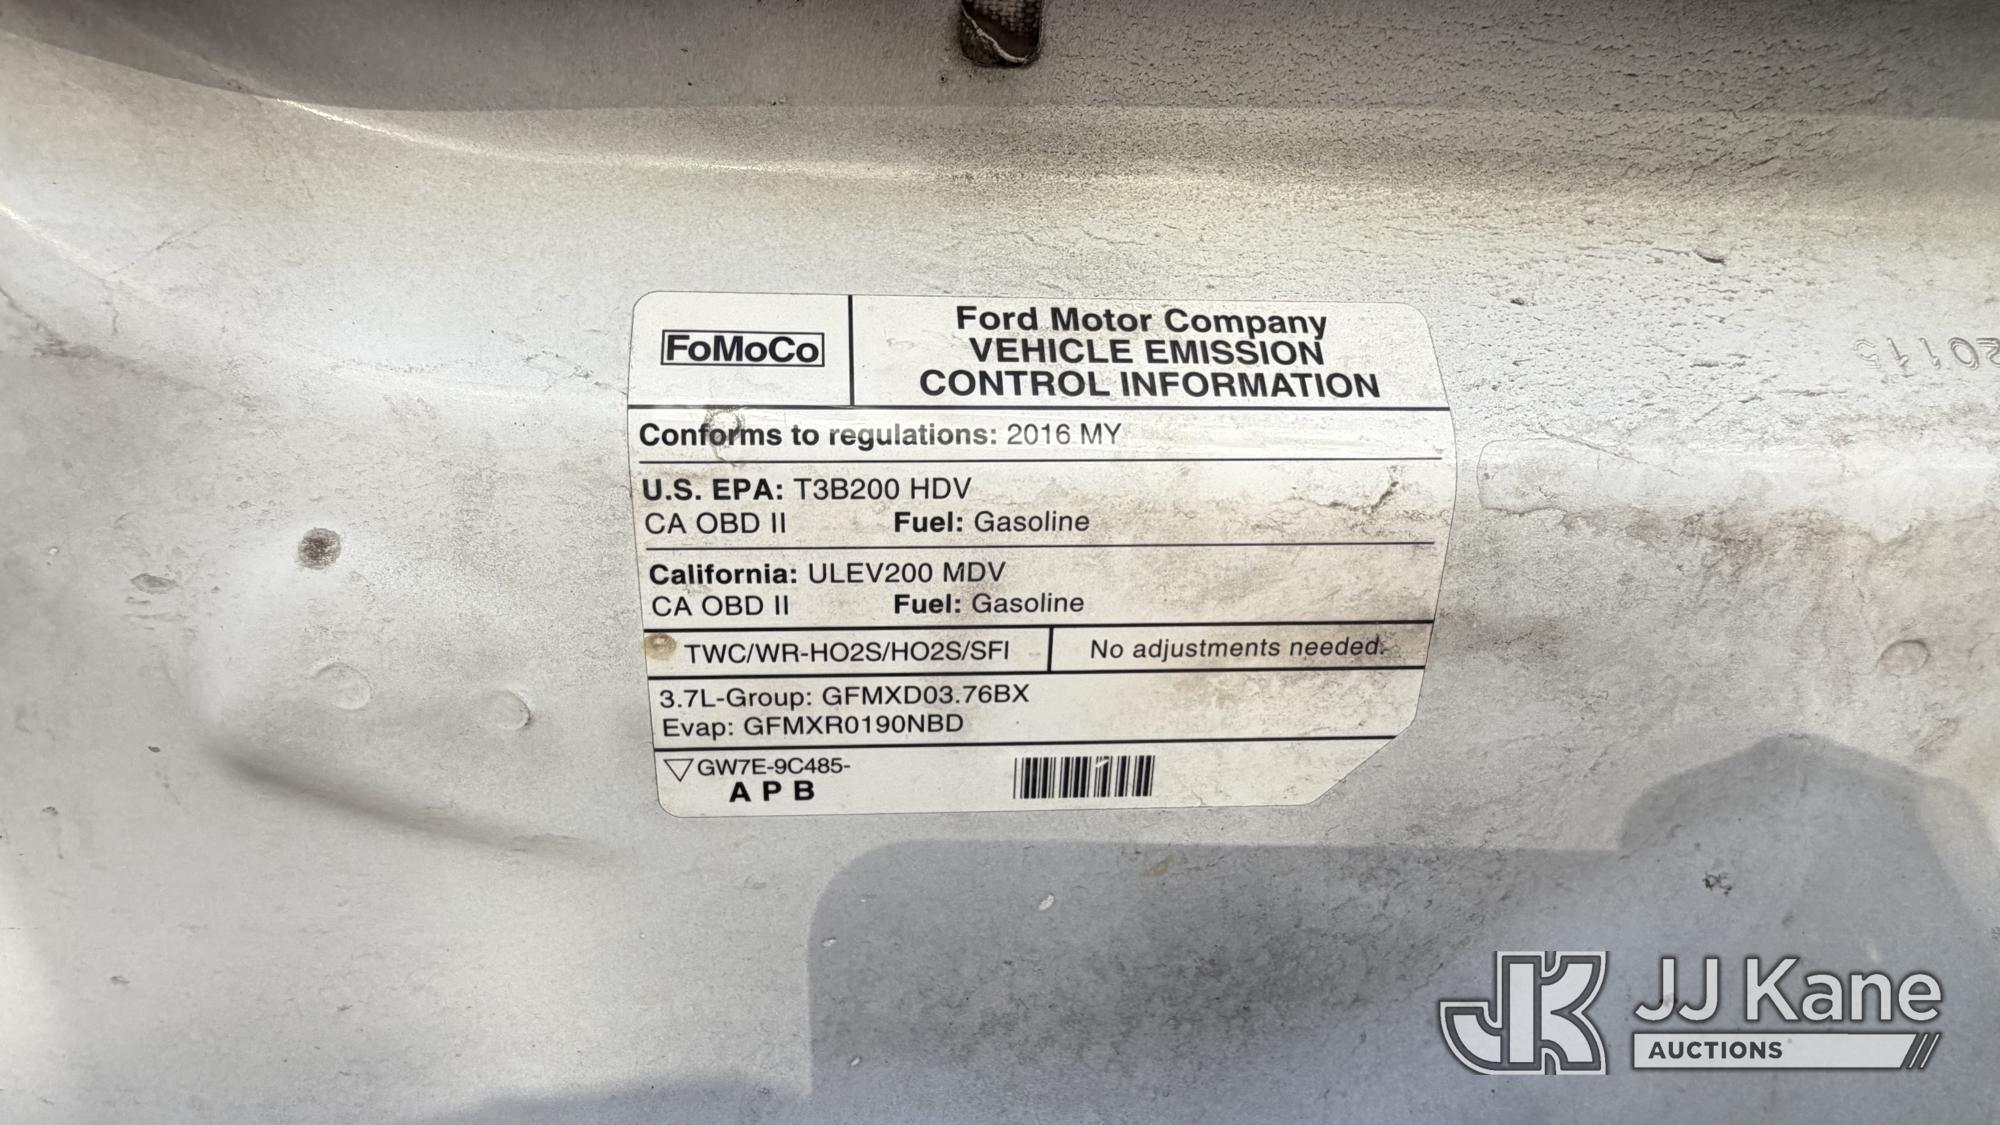 FoMoCo
Ford Motor Company
VEHICLE EMISSION
CONTROL INFORMATION
Conforms to regulations: 2016 MY
U.S. EPA: T3B200 HDV
CA OBD II Fuel: Gasoline
California: ULEV200 MDV
CA OBD II Fuel: Gasoline
TWC/WR-HO2S/HO2S/SFI
No adjustments needed.
3.7L-Group: GFMXD03.76BX
Evap: GFMXR0190NBD
GW7E-9C485-
A P B
JK JJ Kane
AUCTIONS